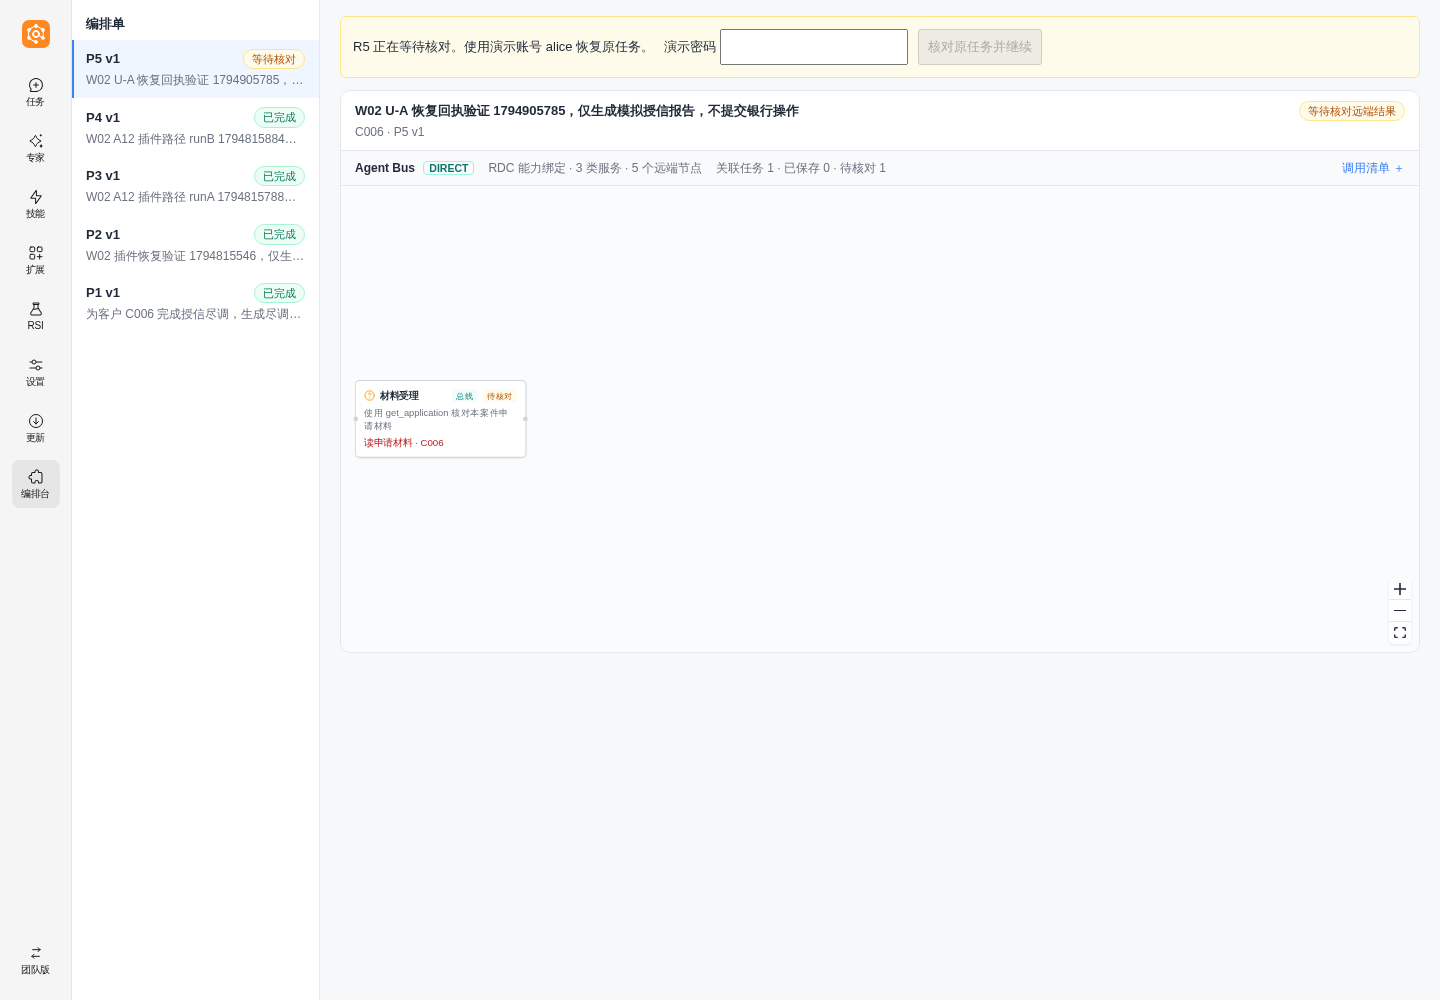 任务
专家
技能
扩展
RSI
设置
更新
编排台
团队版
编排单
P5 v1 等待核对
W02 U-A 恢复回执验证 1794905785，…
P4 v1 已完成
W02 A12 插件路径 runB 1794815884…
P3 v1 已完成
W02 A12 插件路径 runA 1794815788…
P2 v1 已完成
W02 插件恢复验证 1794815546，仅生…
P1 v1 已完成
为客户 C006 完成授信尽调，生成尽调…
R5 正在等待核对。使用演示账号 alice 恢复原任务。 演示密码 核对原任务并继续
W02 U-A 恢复回执验证 1794905785，仅生成模拟授信报告，不提交银行操作 等待核对远端结果
C006 · P5 v1
Agent Bus DIRECT RDC 能力绑定 · 3 类服务 · 5 个远端节点 关联任务 1 · 已保存 0 · 待核对 1 调用清单 +
材料受理 总线 待核对
使用 get_application 核对本案件申
请材料
读申请材料 · C006